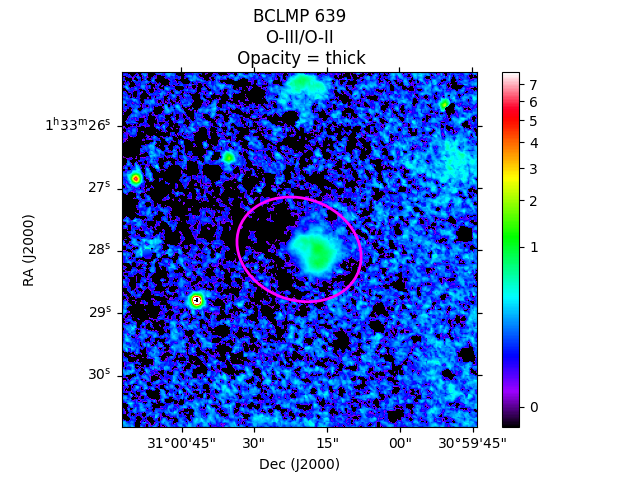 BCLMP 639
O-III/O-II
Opacity = thick
1ʰ33ᵐ26ˢ
27ˢ
28ˢ
29ˢ
30ˢ
RA (J2000)
31°00'45" 30" 15" 00" 30°59'45"
Dec (J2000)
7
6
5
4
3
2
1
0